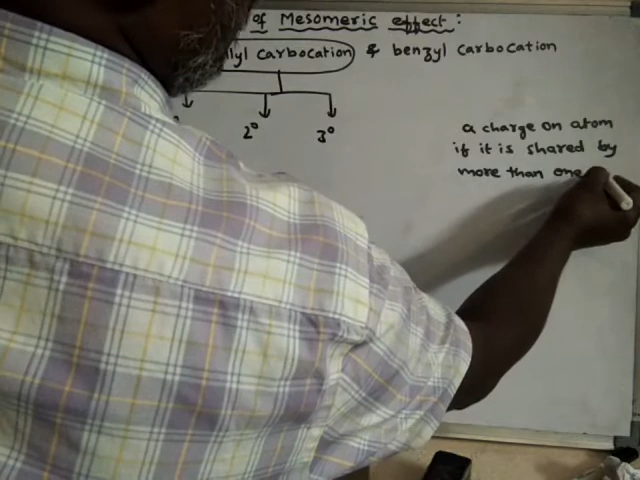 of Mesomeric effect :
allyl Carbocation & benzyl Carbocation
2° 3°
a charge on atom
if it is shared by
more than one